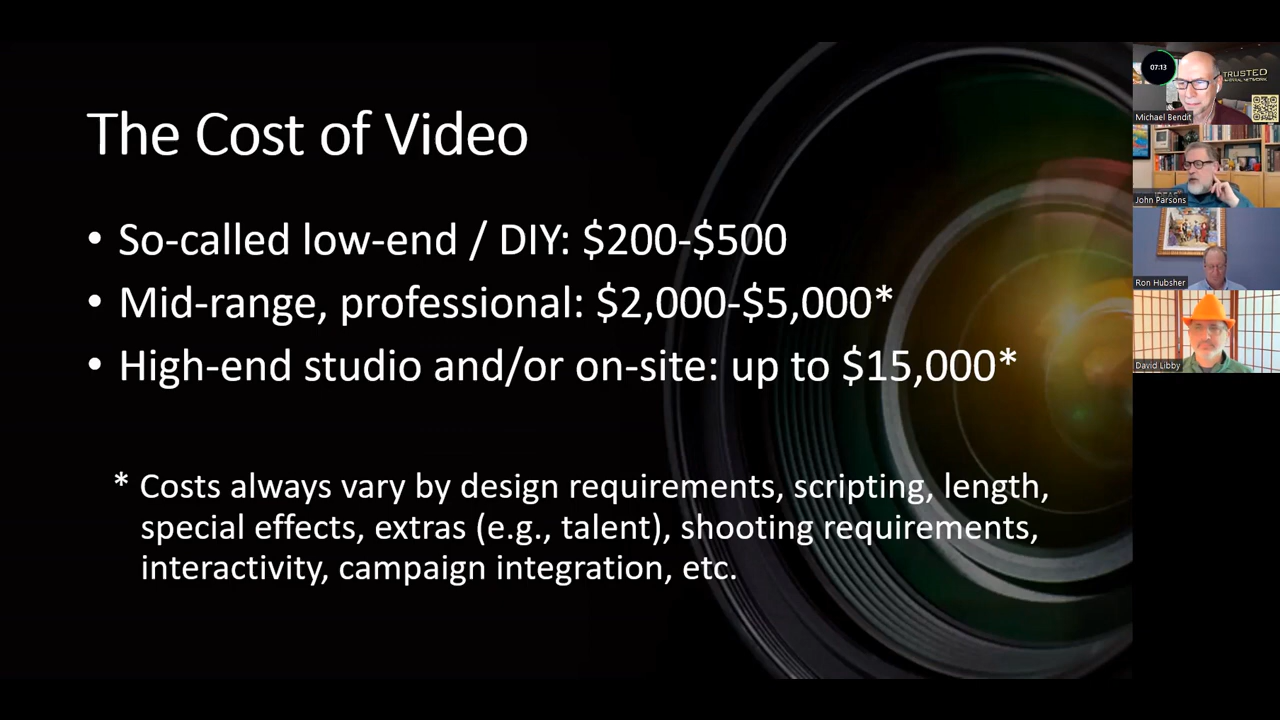 The Cost of Video
• So-called low-end / DIY: $200-$500
• Mid-range, professional: $2,000-$5,000*
• High-end studio and/or on-site: up to $15,000*
* Costs always vary by design requirements, scripting, length,
special effects, extras (e.g., talent), shooting requirements,
interactivity, campaign integration, etc.
07:13
TRUSTED
Michael Bendit
John Parsons
Ron Hubsher
David Libby